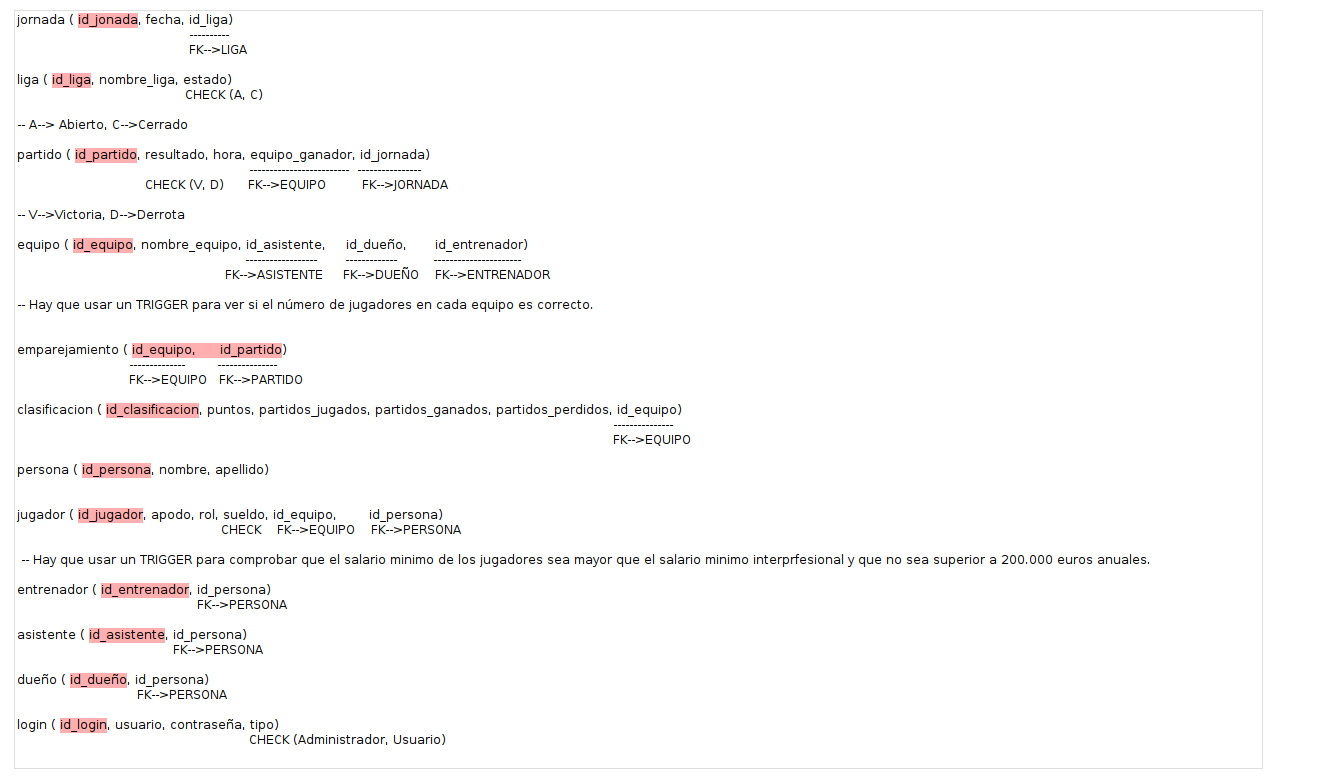 jornada ( id_jonada, fecha, id_liga)
----------
FK-->LIGA
liga ( id_liga, nombre_liga, estado)
CHECK (A, C)
-- A--> Abierto, C-->Cerrado
partido ( id_partido, resultado, hora, equipo_ganador, id_jornada)
------------------------- ----------------
CHECK (V, D) FK-->EQUIPO FK-->JORNADA
-- V-->Victoria, D-->Derrota
equipo ( id_equipo, nombre_equipo, id_asistente, id_dueño, id_entrenador)
------------------ ------------- ----------------------
FK-->ASISTENTE FK-->DUEÑO FK-->ENTRENADOR
-- Hay que usar un TRIGGER para ver si el número de jugadores en cada equipo es correcto.
emparejamiento ( id_equipo, id_partido)
-------------- ---------------
FK-->EQUIPO FK-->PARTIDO
clasificacion ( id_clasificacion, puntos, partidos_jugados, partidos_ganados, partidos_perdidos, id_equipo)
---------------
FK-->EQUIPO
persona ( id_persona, nombre, apellido)
jugador ( id_jugador, apodo, rol, sueldo, id_equipo, id_persona)
CHECK FK-->EQUIPO FK-->PERSONA
-- Hay que usar un TRIGGER para comprobar que el salario minimo de los jugadores sea mayor que el salario minimo interprfesional y que no sea superior a 200.000 euros anuales.
entrenador ( id_entrenador, id_persona)
FK-->PERSONA
asistente ( id_asistente, id_persona)
FK-->PERSONA
dueño ( id_dueño, id_persona)
FK-->PERSONA
login ( id_login, usuario, contraseña, tipo)
CHECK (Administrador, Usuario)